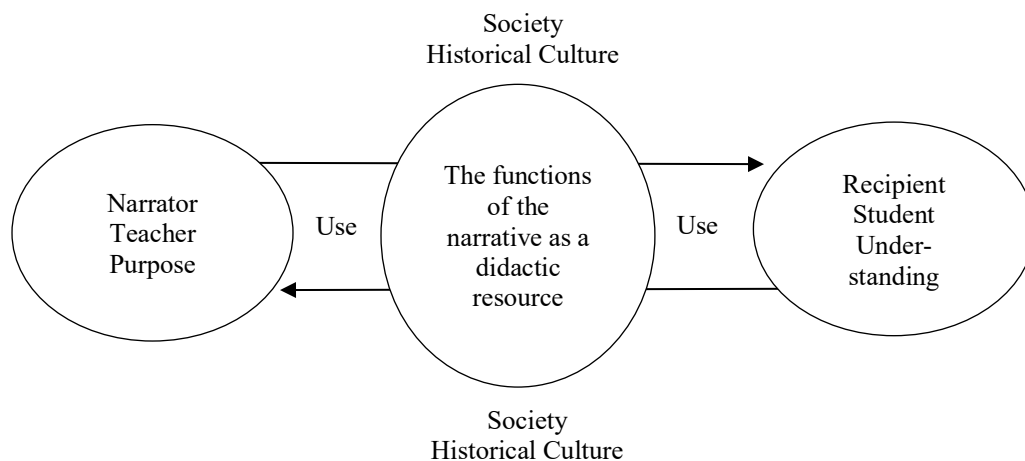 Society
Historical Culture
Narrator
Teacher
Purpose
Use
The functions
of the
narrative as a
didactic
resource
Use
Recipient
Student
Under-
standing
Society
Historical Culture